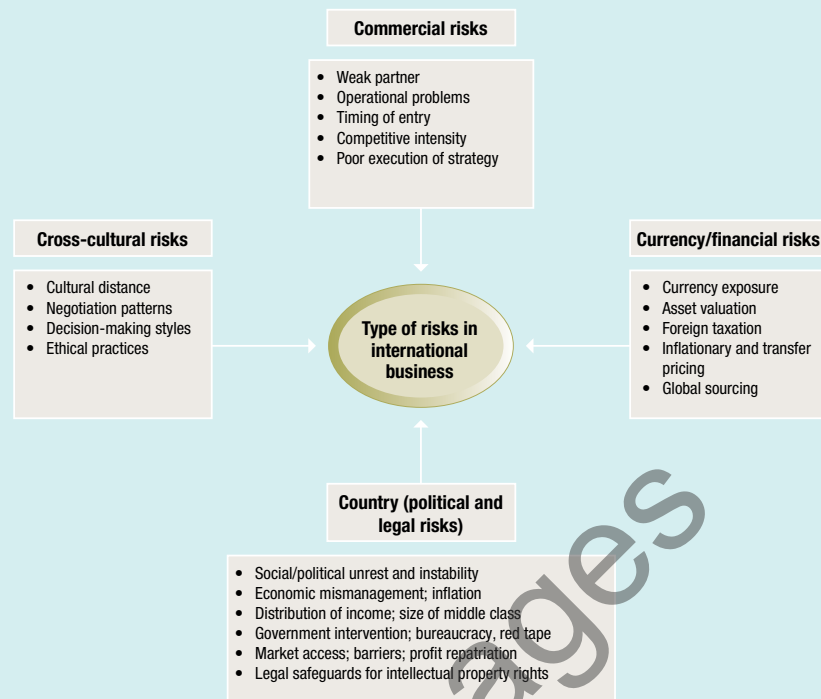 Commercial risks
• Weak partner
• Operational problems
• Timing of entry
• Competitive intensity
• Poor execution of strategy
Cross-cultural risks
• Cultural distance
• Negotiation patterns
• Decision-making styles
• Ethical practices
Type of risks in
international
business
Currency/financial risks
• Currency exposure
• Asset valuation
• Foreign taxation
• Inflationary and transfer
pricing
• Global sourcing
Country (political and
legal risks)
• Social/political unrest and instability
• Economic mismanagement; inflation
• Distribution of income; size of middle class
• Government intervention; bureaucracy, red tape
• Market access; barriers; profit repatriation
• Legal safeguards for intellectual property rights
ages